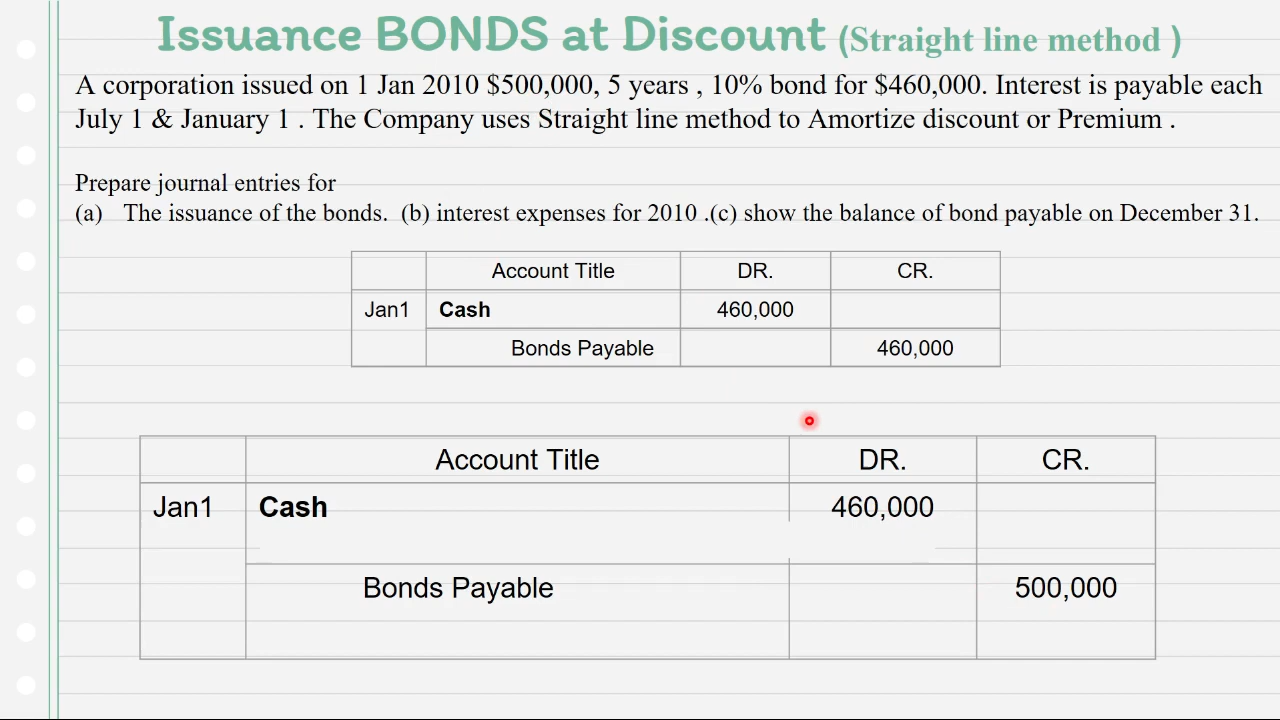 Issuance BONDS at Discount (Straight line method )
A corporation issued on 1 Jan 2010 $500,000, 5 years , 10% bond for $460,000. Interest is payable each
July 1 & January 1 . The Company uses Straight line method to Amortize discount or Premium .
Prepare journal entries for
(a) The issuance of the bonds. (b) interest expenses for 2010 .(c) show the balance of bond payable on December 31.
Account Title DR. CR.
Jan1 Cash 460,000
Bonds Payable 460,000
Account Title DR. CR.
Jan1 Cash 460,000
Bonds Payable 500,000